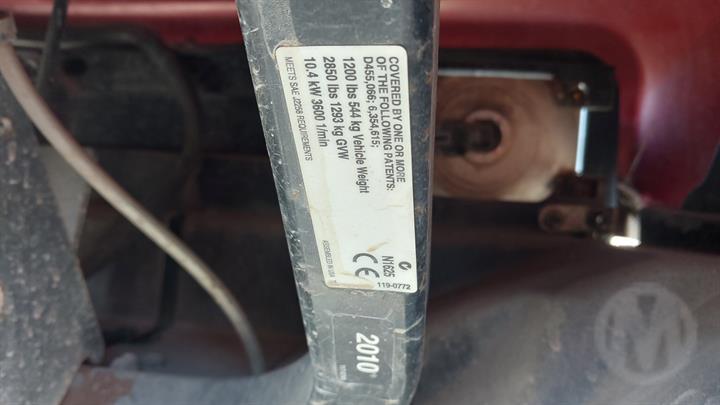 COVERED BY ONE OR MORE
OF THE FOLLOWING PATENTS:
D455,066; 6,354,615;
1200 lbs 544 kg Vehicle Weight
2850 lbs 1293 kg GVW
10.4 kW 3600 1/min
MEETS SAE J2258 REQUIREMENTS
N1625
CE
119-0772
ASSEMBLED IN USA
2010
M